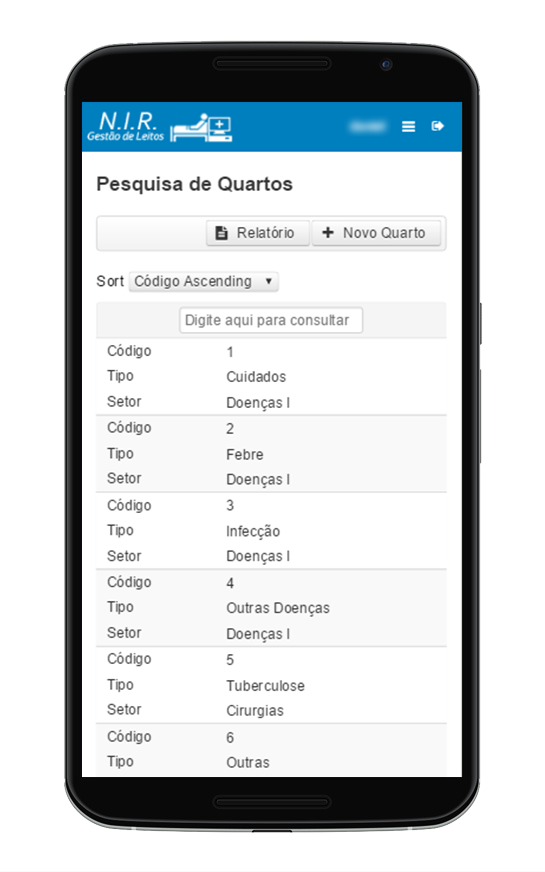 N.I.R.
Gestão de Leitos
Pesquisa de Quartos
Relatório + Novo Quarto
Sort Código Ascending
Digite aqui para consultar
Código 1
Tipo Cuidados
Setor Doenças I
Código 2
Tipo Febre
Setor Doenças I
Código 3
Tipo Infecção
Setor Doenças I
Código 4
Tipo Outras Doenças
Setor Doenças I
Código 5
Tipo Tuberculose
Setor Cirurgias
Código 6
Tipo Outras